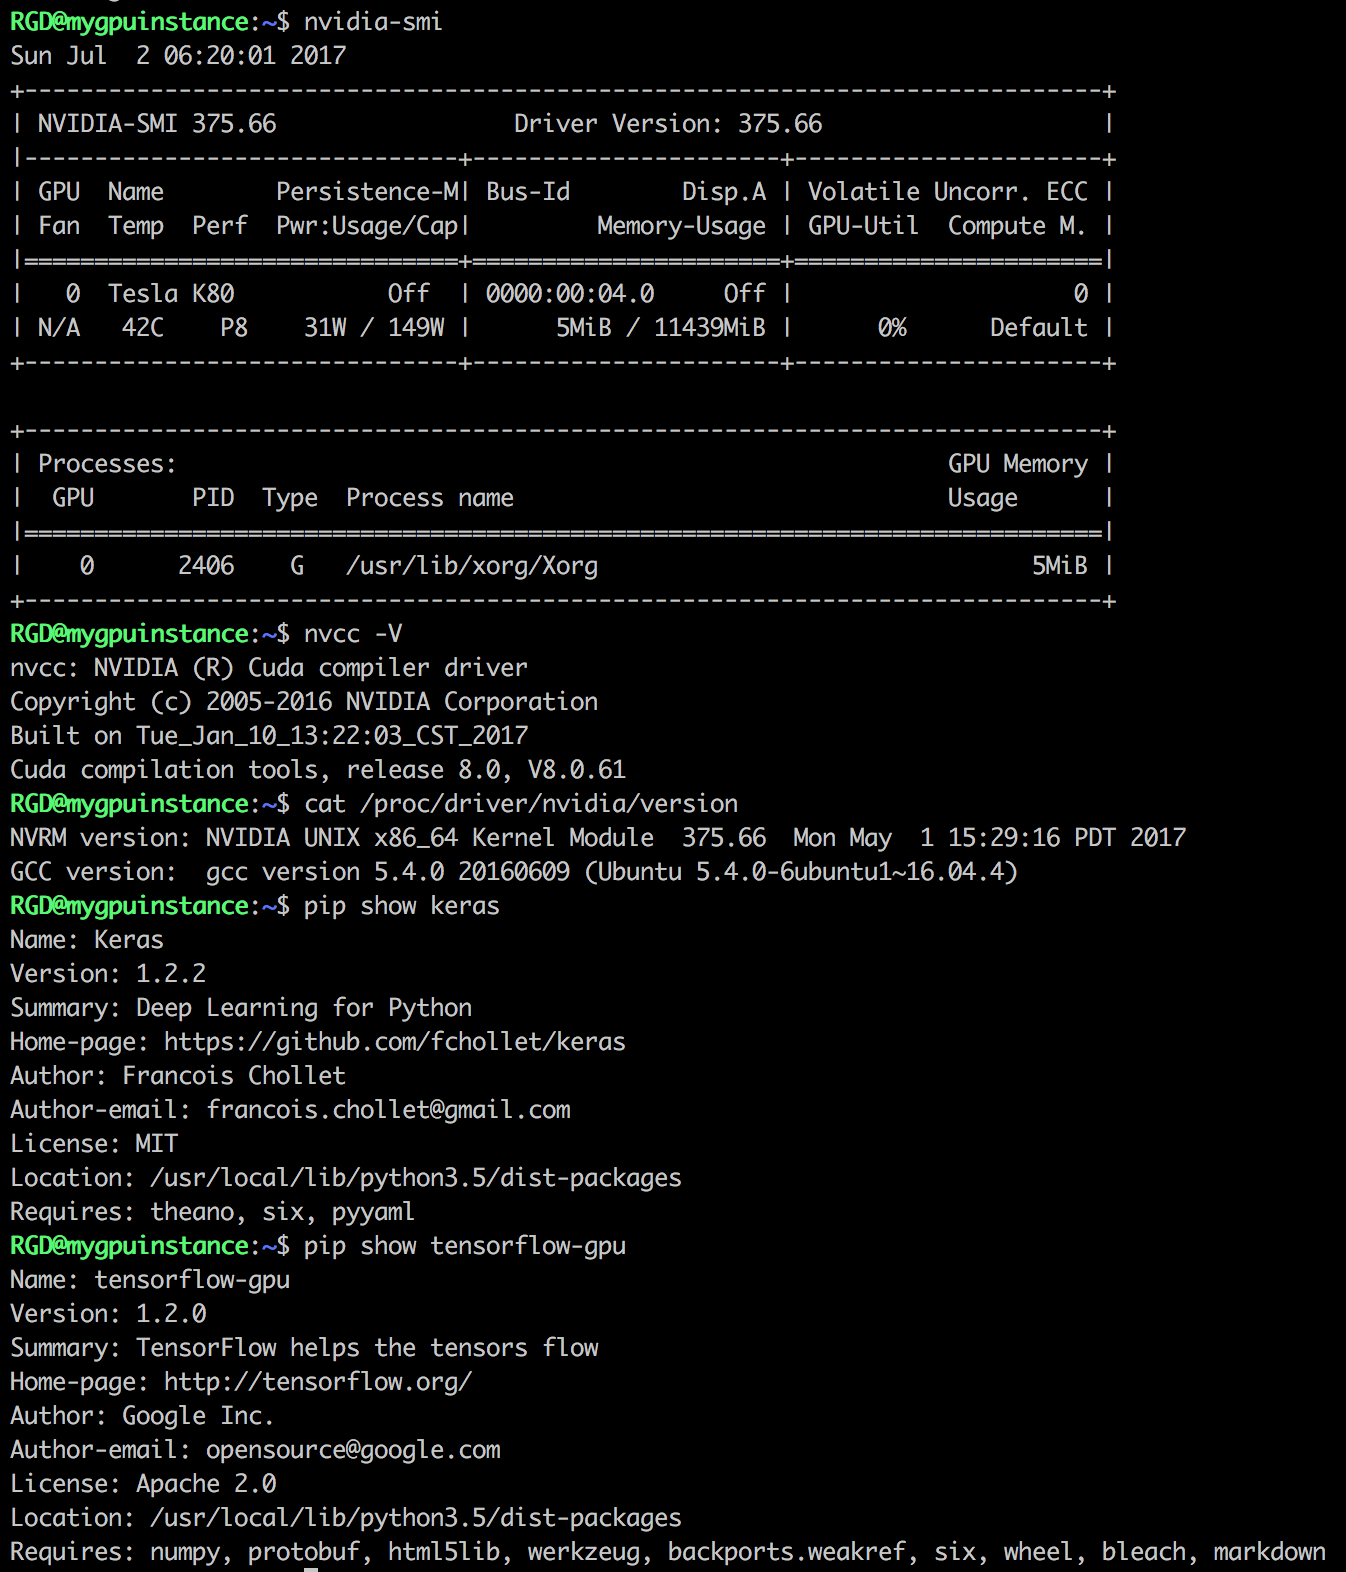 RGD@mygpuinstance:~$ nvidia-smi
Sun Jul  2 06:20:01 2017
+-----------------------------------------------------------------------------+
| NVIDIA-SMI 375.66                 Driver Version: 375.66                    |
|-------------------------------+----------------------+----------------------+
| GPU  Name        Persistence-M| Bus-Id        Disp.A | Volatile Uncorr. ECC |
| Fan  Temp  Perf  Pwr:Usage/Cap|         Memory-Usage | GPU-Util  Compute M. |
|===============================+======================+======================|
|   0  Tesla K80           Off  | 0000:00:04.0     Off |                    0 |
| N/A   42C    P8    31W / 149W |      5MiB / 11439MiB |      0%      Default |
+-------------------------------+----------------------+----------------------+
+-----------------------------------------------------------------------------+
| Processes:                                                       GPU Memory |
|  GPU       PID  Type  Process name                               Usage      |
|=============================================================================|
|    0      2406    G   /usr/lib/xorg/Xorg                               5MiB |
+-----------------------------------------------------------------------------+
RGD@mygpuinstance:~$ nvcc -V
nvcc: NVIDIA (R) Cuda compiler driver
Copyright (c) 2005-2016 NVIDIA Corporation
Built on Tue_Jan_10_13:22:03_CST_2017
Cuda compilation tools, release 8.0, V8.0.61
RGD@mygpuinstance:~$ cat /proc/driver/nvidia/version
NVRM version: NVIDIA UNIX x86_64 Kernel Module  375.66  Mon May  1 15:29:16 PDT 2017
GCC version:  gcc version 5.4.0 20160609 (Ubuntu 5.4.0-6ubuntu1~16.04.4)
RGD@mygpuinstance:~$ pip show keras
Name: Keras
Version: 1.2.2
Summary: Deep Learning for Python
Home-page: https://github.com/fchollet/keras
Author: Francois Chollet
Author-email: francois.chollet@gmail.com
License: MIT
Location: /usr/local/lib/python3.5/dist-packages
Requires: theano, six, pyyaml
RGD@mygpuinstance:~$ pip show tensorflow-gpu
Name: tensorflow-gpu
Version: 1.2.0
Summary: TensorFlow helps the tensors flow
Home-page: http://tensorflow.org/
Author: Google Inc.
Author-email: opensource@google.com
License: Apache 2.0
Location: /usr/local/lib/python3.5/dist-packages
Requires: numpy, protobuf, html5lib, werkzeug, backports.weakref, six, wheel, bleach, markdown